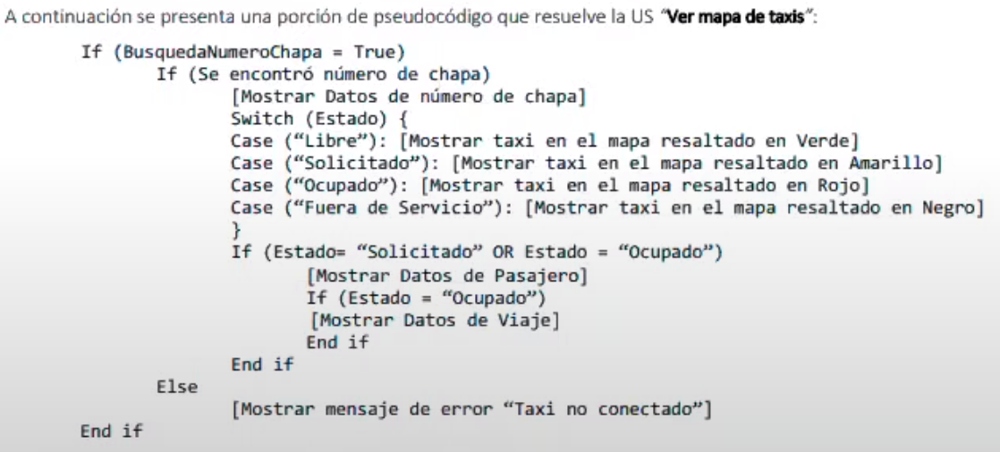 A continuación se presenta una porción de pseudocódigo que resuelve la US “Ver mapa de taxis”:
If (BusquedaNumeroChapa = True)
If (Se encontró número de chapa)
[Mostrar Datos de número de chapa]
Switch (Estado) {
Case (“Libre”): [Mostrar taxi en el mapa resaltado en Verde]
Case (“Solicitado”): [Mostrar taxi en el mapa resaltado en Amarillo]
Case (“Ocupado”): [Mostrar taxi en el mapa resaltado en Rojo]
Case (“Fuera de Servicio”): [Mostrar taxi en el mapa resaltado en Negro]
}
If (Estado= “Solicitado” OR Estado = “Ocupado”)
[Mostrar Datos de Pasajero]
If (Estado = “Ocupado”)
[Mostrar Datos de Viaje]
End if
End if
Else
[Mostrar mensaje de error “Taxi no conectado”]
End if